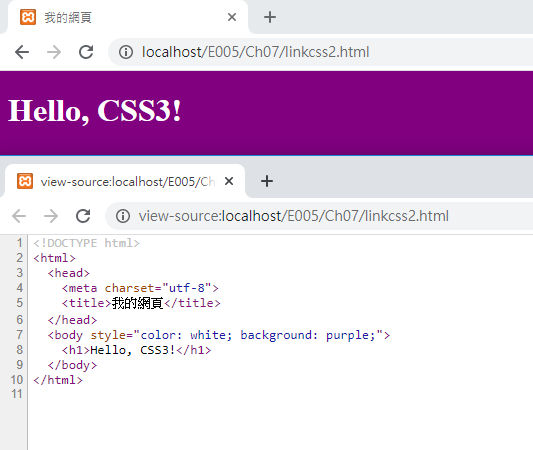 我的網頁
localhost/E005/Ch07/linkcss2.html
Hello, CSS3!
view-source:localhost/E005/Ch
view-source:localhost/E005/Ch07/linkcss2.html
1 <!DOCTYPE html>
2 <html>
3 <head>
4 <meta charset="utf-8">
5 <title>我的網頁</title>
6 </head>
7 <body style="color: white; background: purple;">
8 <h1>Hello, CSS3!</h1>
9 </body>
10 </html>
11